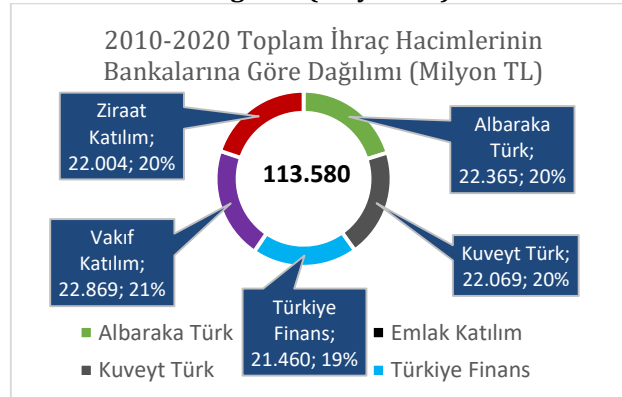 2010-2020 Toplam İhraç Hacimlerinin
Bankalarına Göre Dağılımı (Milyon TL)
Ziraat
Katılım;
22.004; 20%
Albaraka
Türk;
22.365; 20%
113.580
Vakıf
Katılım;
22.869; 21%
Kuveyt Türk;
22.069; 20%
Türkiye
Finans;
21.460; 19%
Albaraka Türk
Emlak Katılım
Kuveyt Türk
Türkiye Finans